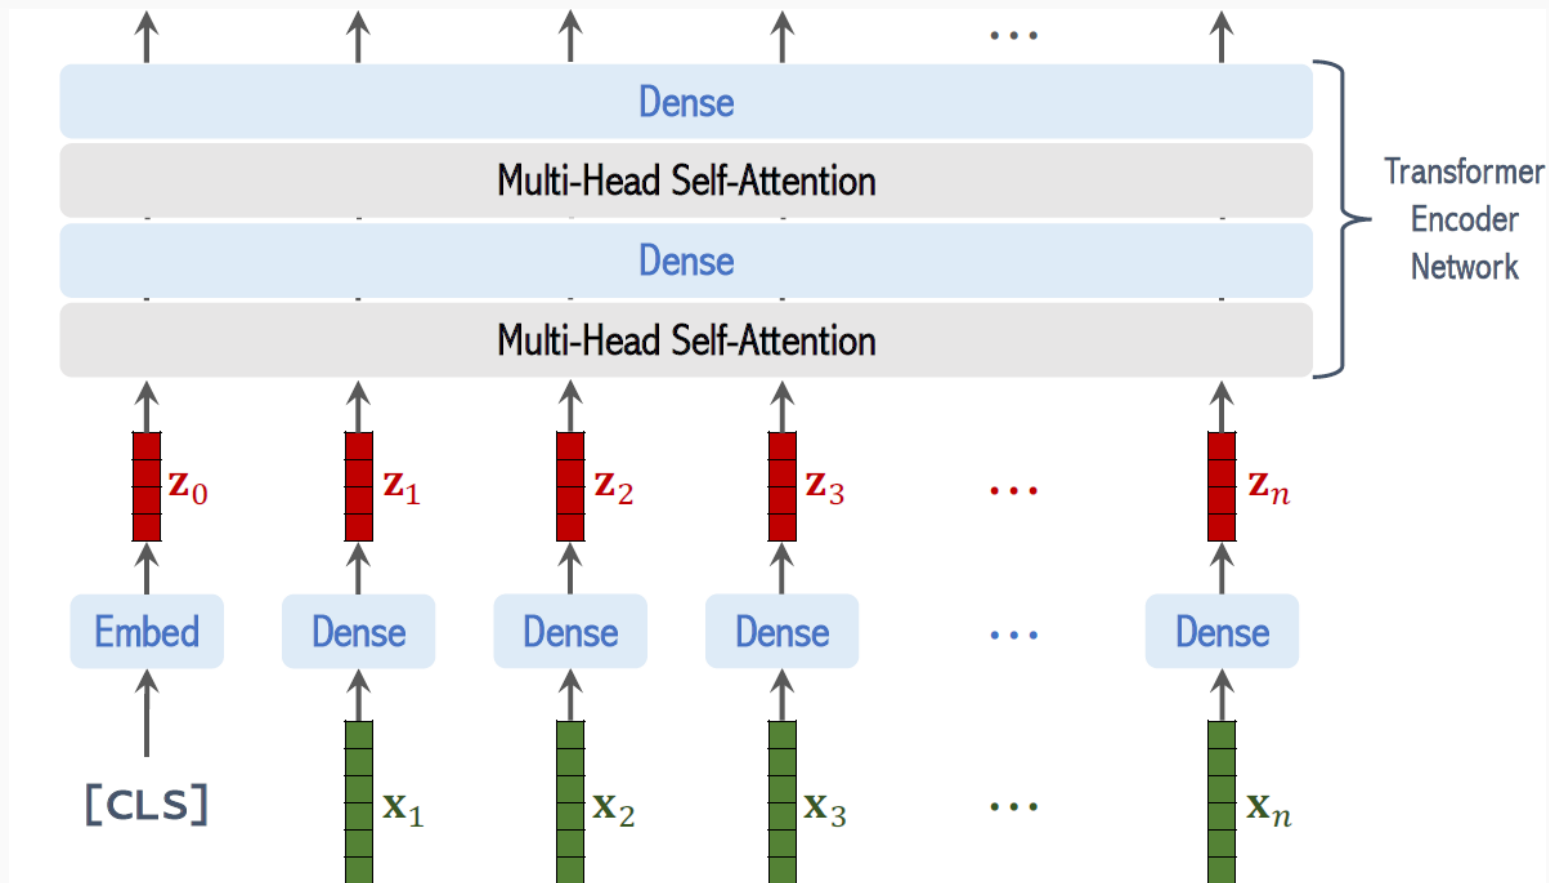 ...
Dense
Multi-Head Self-Attention
Dense
Multi-Head Self-Attention
Transformer
Encoder
Network
z₀ z₁ z₂ z₃ ... zₙ
Embed Dense Dense Dense ... Dense
[CLS] x₁ x₂ x₃ ... xₙ